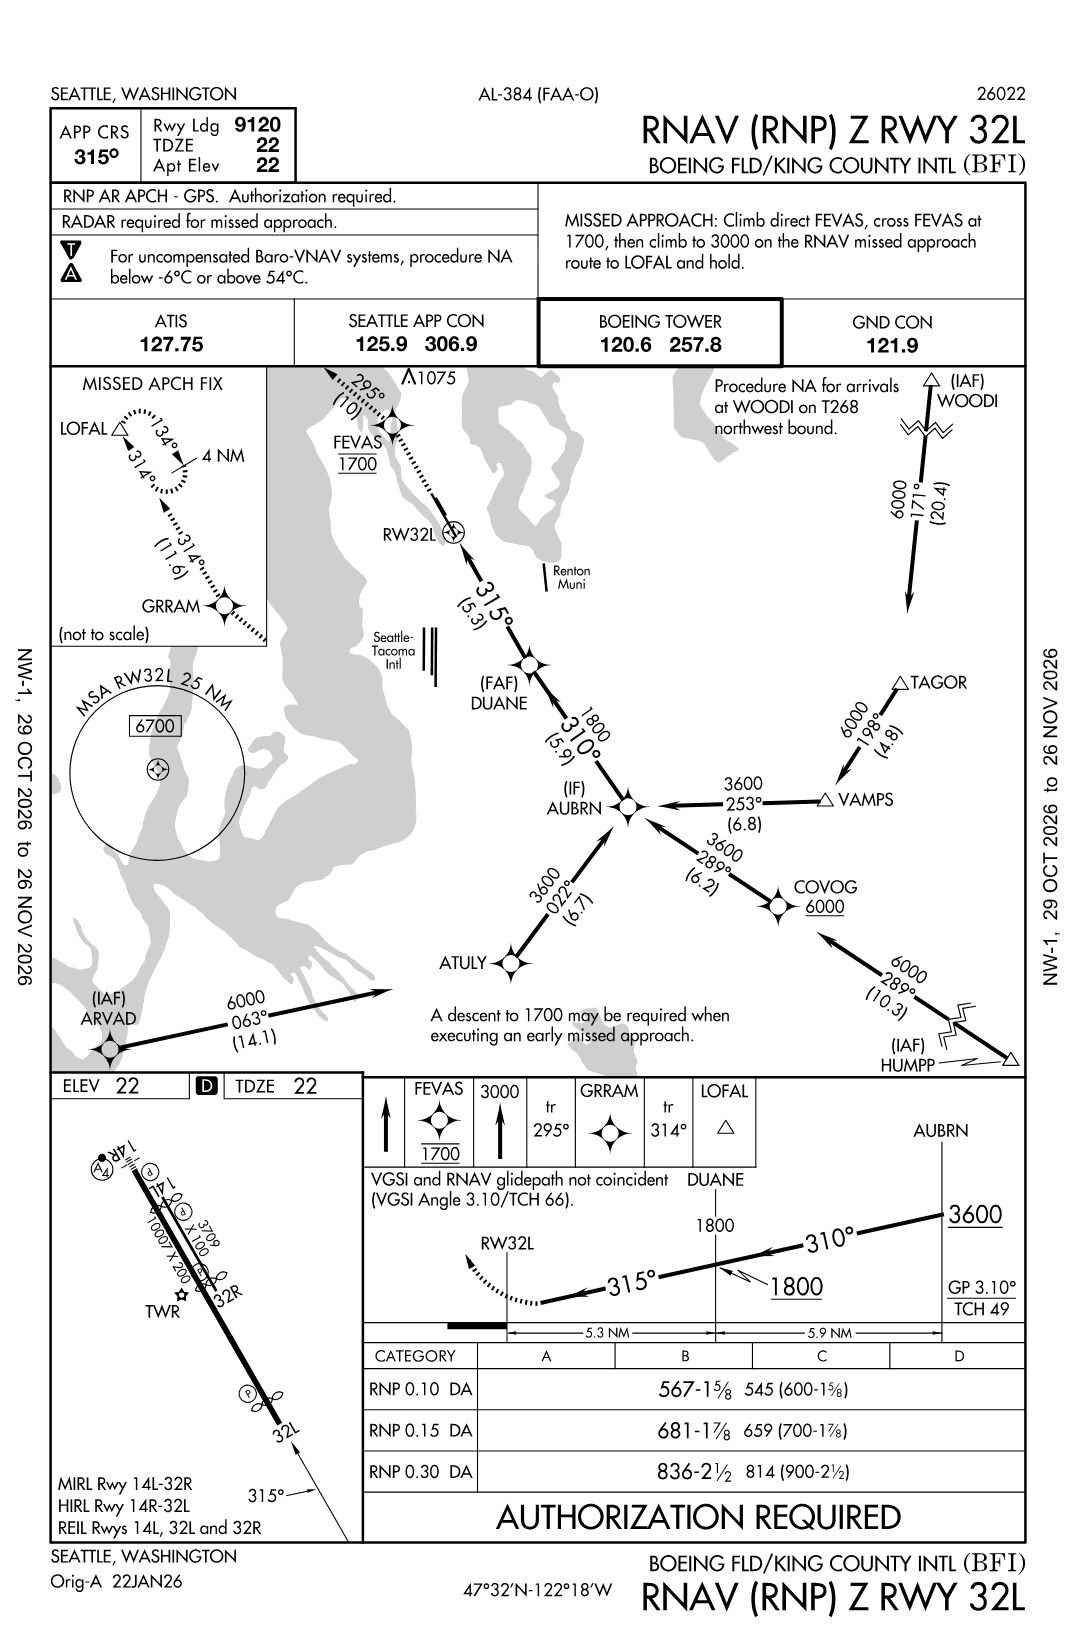 SEATTLE, WASHINGTON
AL-384 (FAA-O)
26022
APP CRS
315°
Rwy Ldg 9120
TDZE 22
Apt Elev 22
RNAV (RNP) Z RWY 32L
BOEING FLD/KING COUNTY INTL (BFI)
RNP AR APCH - GPS. Authorization required.
RADAR required for missed approach.
T
A
For uncompensated Baro-VNAV systems, procedure NA
below -6°C or above 54°C.
MISSED APPROACH: Climb direct FEVAS, cross FEVAS at
1700, then climb to 3000 on the RNAV missed approach
route to LOFAL and hold.
ATIS
127.75
SEATTLE APP CON
125.9 306.9
BOEING TOWER
120.6 257.8
GND CON
121.9
MISSED APCH FIX
LOFAL
134°
314°
4 NM
314°
(11.6)
GRRAM
(not to scale)
295°
(10)
1075
FEVAS
1700
Procedure NA for arrivals
at WOODI on T268
northwest bound.
(IAF)
WOODI
6000
171°
(20.4)
RW32L
Renton
Muni
315°
(5.3)
Seattle-
Tacoma
Intl
(FAF)
DUANE
1800
310°
(5.9)
TAGOR
6000
198°
(4.8)
MSA RW32L 25 NM
6700
(IF)
AUBRN
3600
253°
(6.8)
VAMPS
3600
289°
(6.2)
COVOG
6000
3600
022°
(6.7)
ATULY
6000
289°
(10.3)
(IAF)
HUMPP
(IAF)
ARVAD
6000
063°
(14.1)
A descent to 1700 may be required when
executing an early missed approach.
NW-1, 29 OCT 2026 to 26 NOV 2026
NW-1, 29 OCT 2026 to 26 NOV 2026
ELEV 22
D
TDZE 22
A4
14R
P
14L
P
3709 X 100
10007 X 200
P
32R
TWR
P
32L
315°
MIRL Rwy 14L-32R
HIRL Rwy 14R-32L
REIL Rwys 14L, 32L and 32R
FEVAS
1700
3000
tr
295°
GRRAM
tr
314°
LOFAL
VGSI and RNAV glidepath not coincident
(VGSI Angle 3.10/TCH 66).
DUANE
AUBRN
1800
3600
310°
RW32L
315°
1800
GP 3.10°
TCH 49
5.3 NM
5.9 NM
CATEGORY A B C D
RNP 0.10 DA 567-1⅝ 545 (600-1⅝)
RNP 0.15 DA 681-1⅞ 659 (700-1⅞)
RNP 0.30 DA 836-2½ 814 (900-2½)
AUTHORIZATION REQUIRED
SEATTLE, WASHINGTON
Orig-A 22JAN26
47°32'N-122°18'W
BOEING FLD/KING COUNTY INTL (BFI)
RNAV (RNP) Z RWY 32L